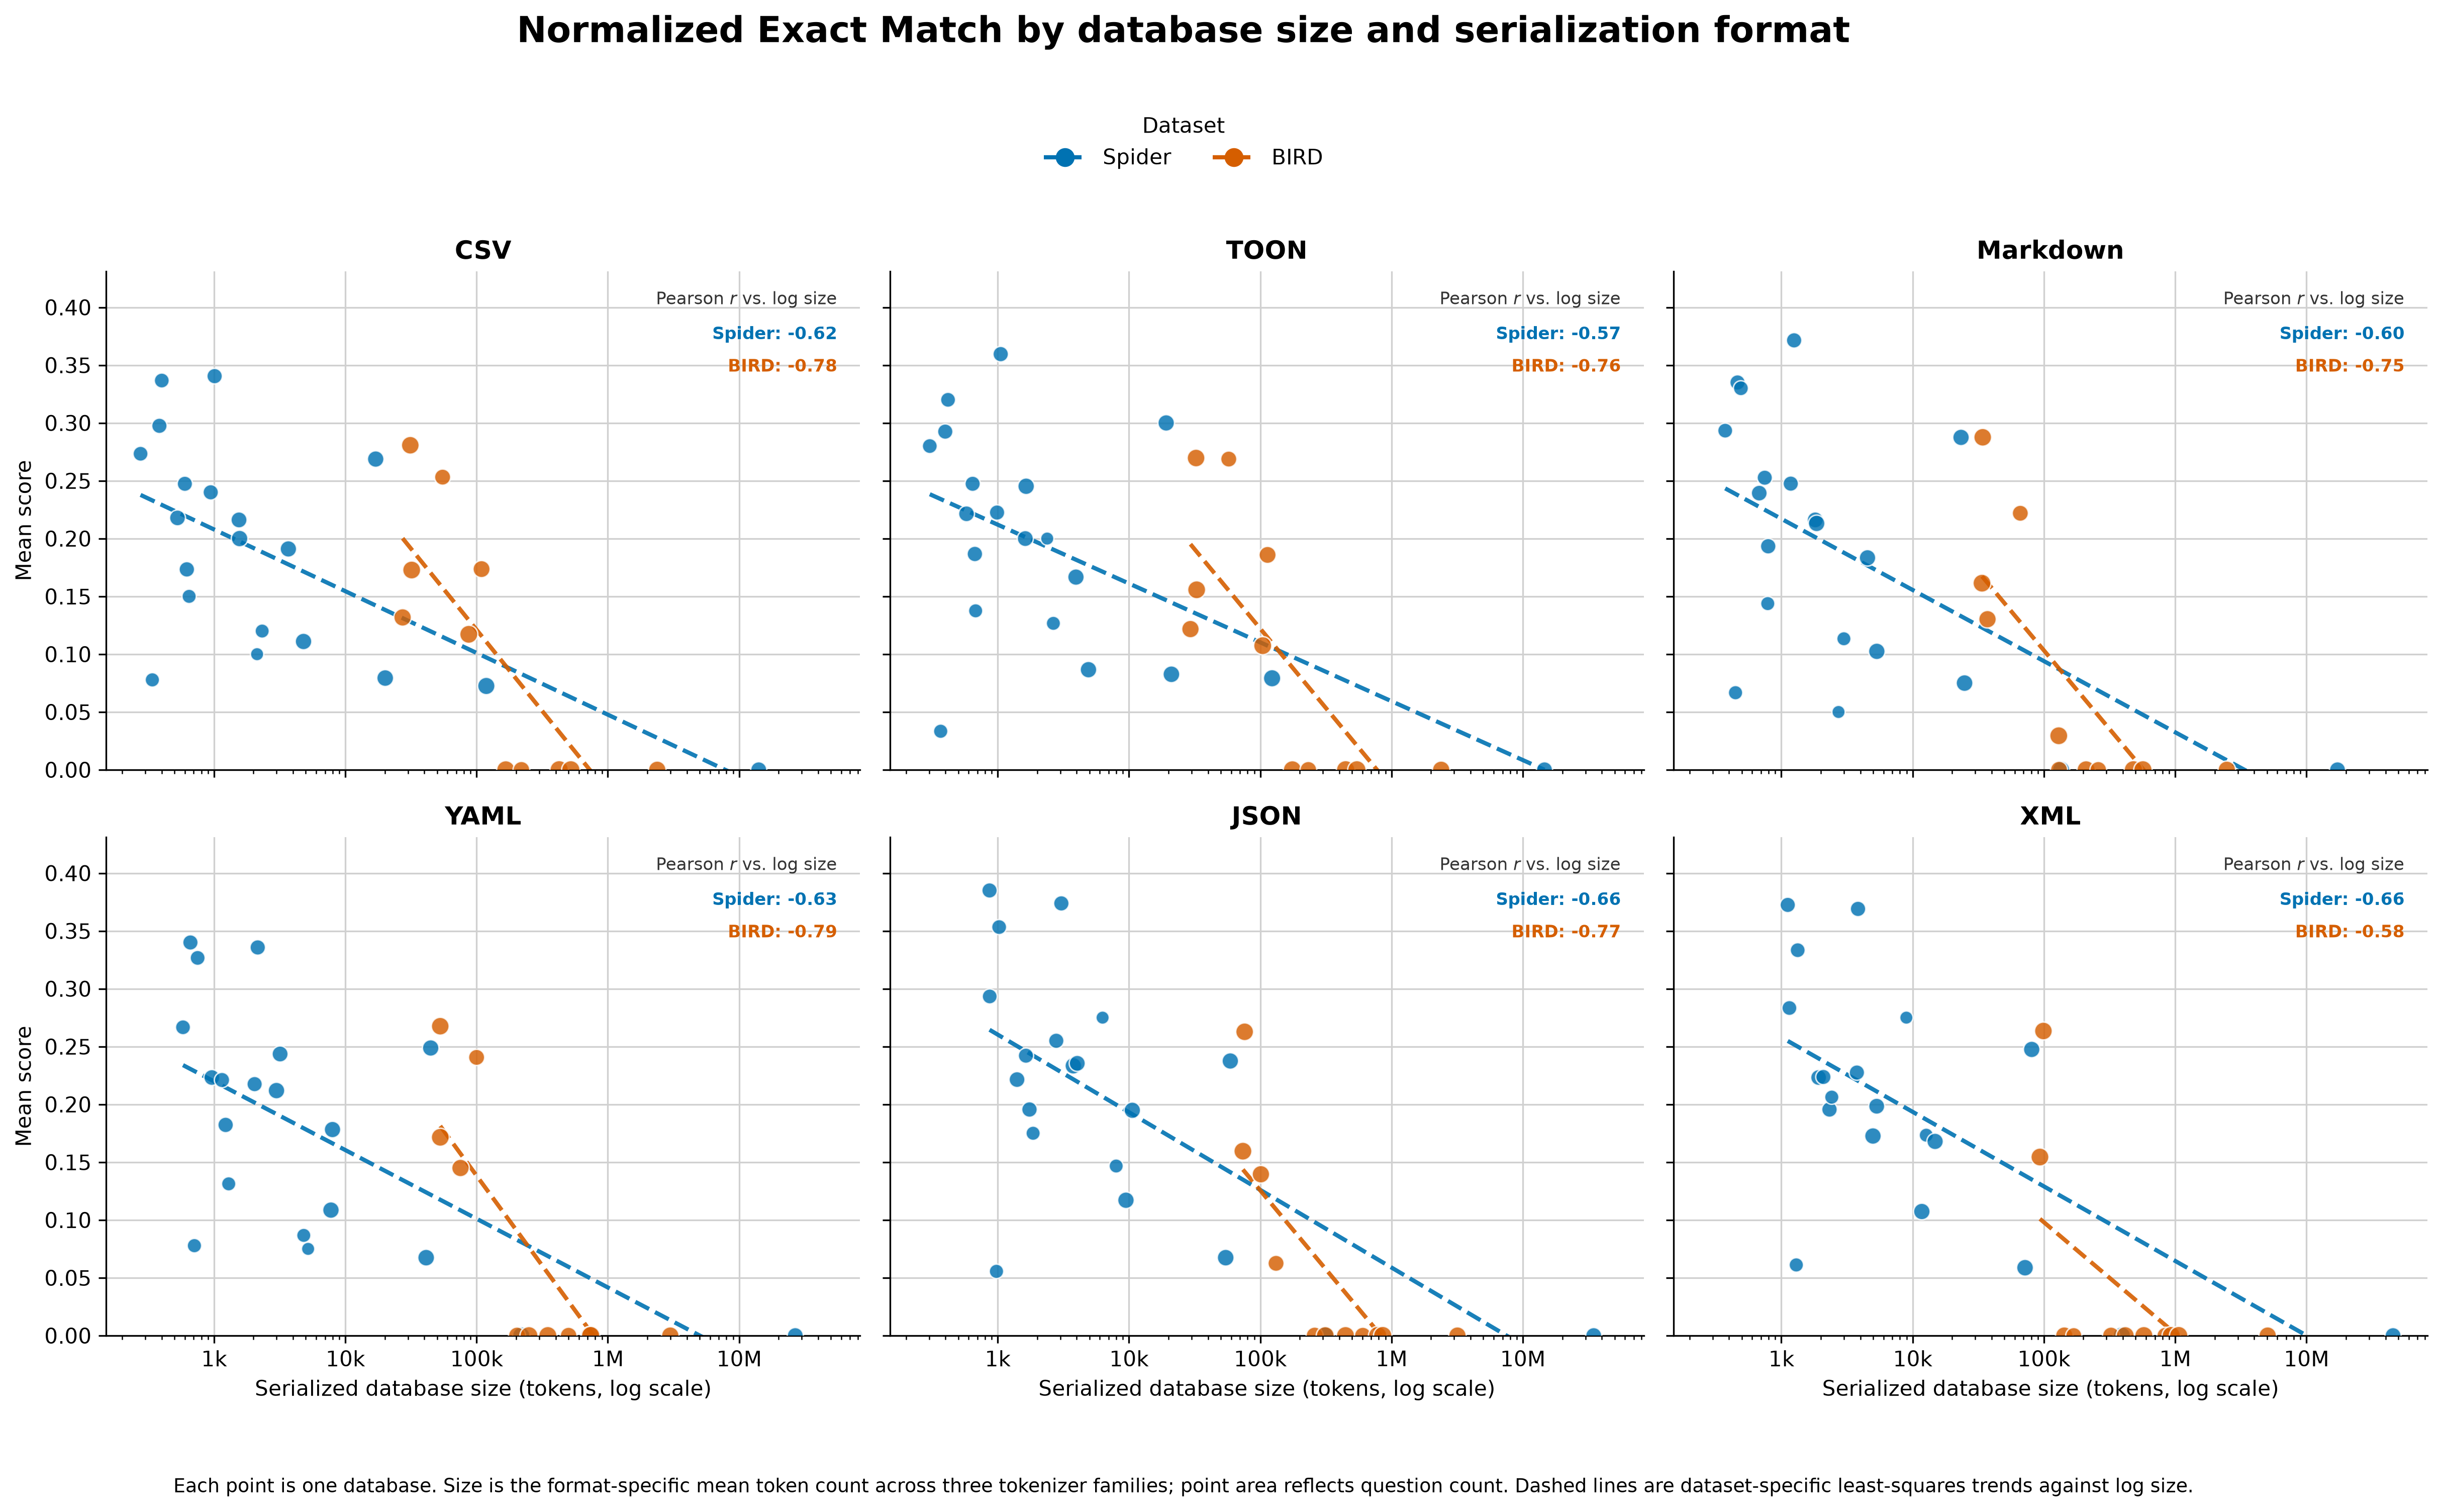 Normalized Exact Match by database size and serialization format
Dataset
Spider BIRD
CSV
Pearson r vs. log size
Spider: -0.62
BIRD: -0.78
0.40
0.35
0.30
0.25
0.20
0.15
0.10
0.05
0.00
Mean score
TOON
Pearson r vs. log size
Spider: -0.57
BIRD: -0.76
Markdown
Pearson r vs. log size
Spider: -0.60
BIRD: -0.75
YAML
Pearson r vs. log size
Spider: -0.63
BIRD: -0.79
0.40
0.35
0.30
0.25
0.20
0.15
0.10
0.05
0.00
Mean score
1k 10k 100k 1M 10M
Serialized database size (tokens, log scale)
JSON
Pearson r vs. log size
Spider: -0.66
BIRD: -0.77
1k 10k 100k 1M 10M
Serialized database size (tokens, log scale)
XML
Pearson r vs. log size
Spider: -0.66
BIRD: -0.58
1k 10k 100k 1M 10M
Serialized database size (tokens, log scale)
Each point is one database. Size is the format-specific mean token count across three tokenizer families; point area reflects question count. Dashed lines are dataset-specific least-squares trends against log size.